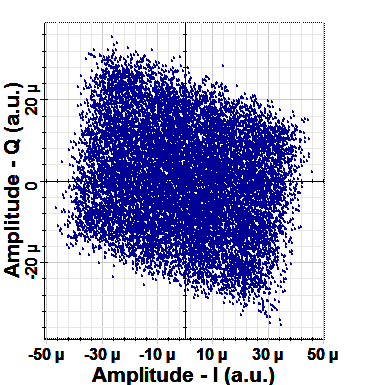 Amplitude - Q (a.u.)
20 µ
0
-20 µ
-50 µ -30 µ -10 µ 10 µ 30 µ 50 µ
Amplitude - I (a.u.)